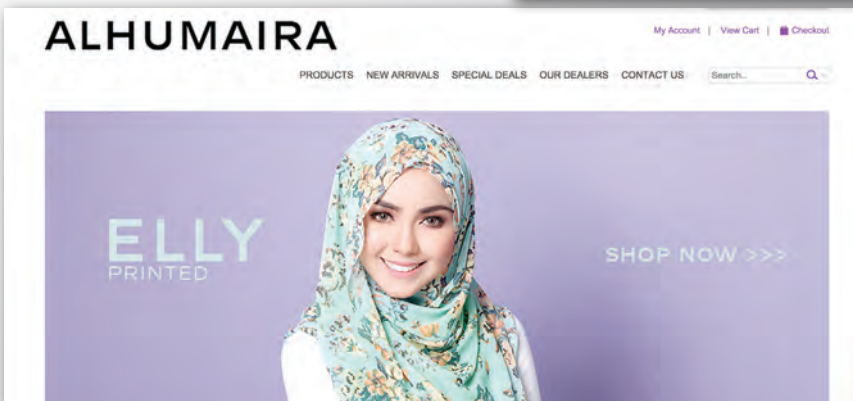 ALHUMAIRA
My Account | View Cart | Checkout
PRODUCTS NEW ARRIVALS SPECIAL DEALS OUR DEALERS CONTACT US Search...
ELLY
PRINTED
SHOP NOW >>>